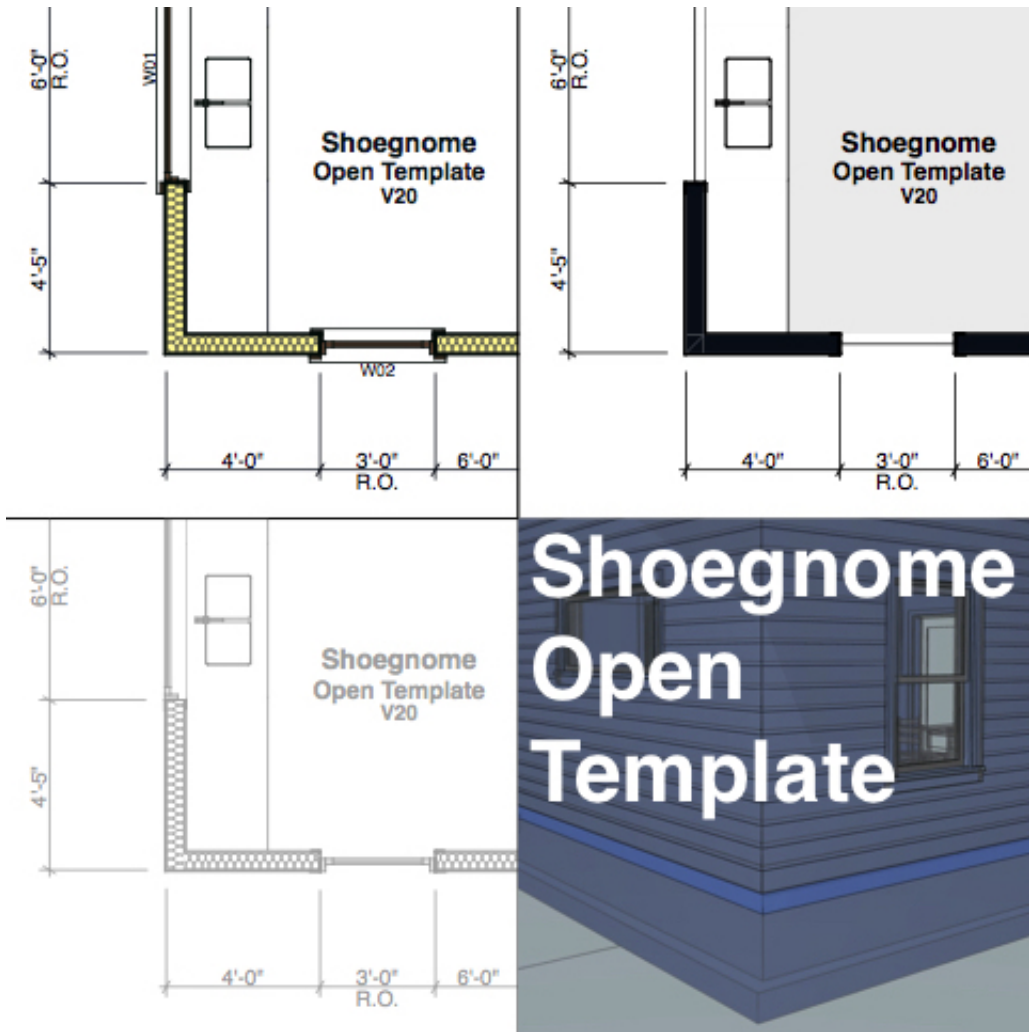 6'-0"
R.O.
W01
Shoegnome
Open Template
V20
4'-5"
W02
4'-0"
3'-0"
6'-0"
R.O.
6'-0"
R.O.
Shoegnome
Open Template
V20
4'-5"
4'-0"
3'-0"
6'-0"
R.O.
6'-0"
R.O.
Shoegnome
Open Template
V20
4'-5"
4'-0"
3'-0"
6'-0"
R.O.
Shoegnome
Open
Template